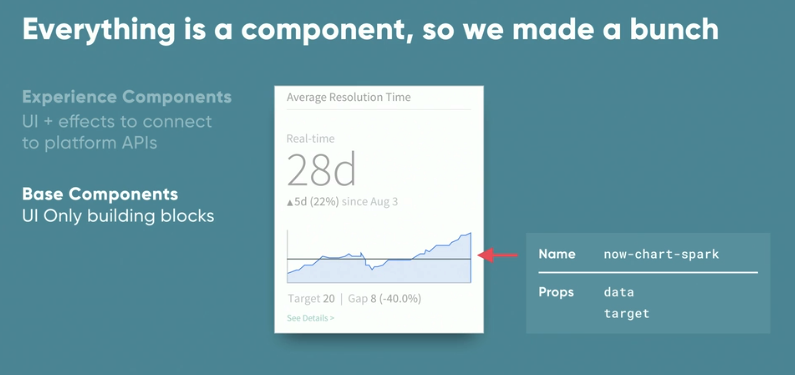 Everything is a component, so we made a bunch
Experience Components
UI + effects to connect
to platform APIs
Base Components
UI Only building blocks
Average Resolution Time
Real-time
28d
▲5d (22%) since Aug 3
Target 20 | Gap 8 (-40.0%)
See Details >
Name now-chart-spark
Props data
target